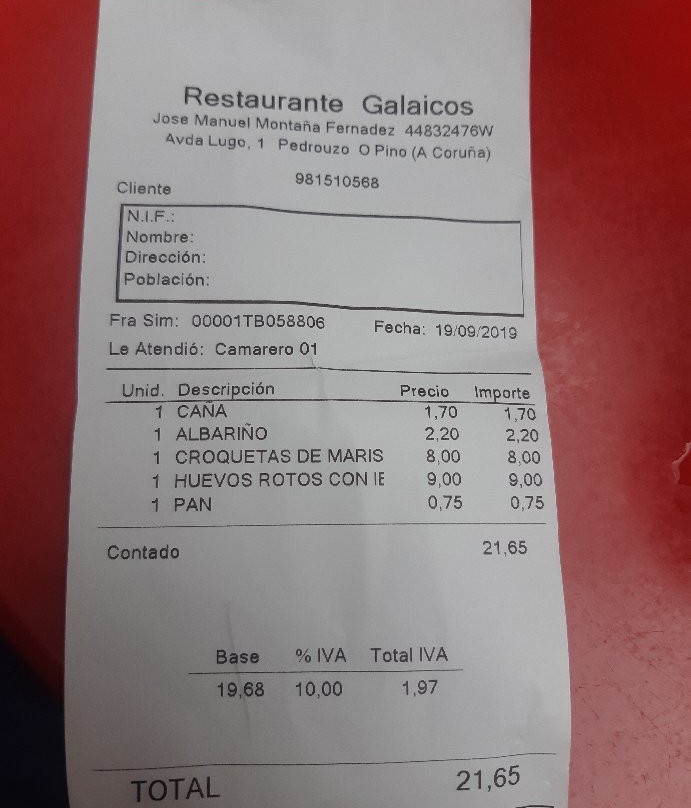 Restaurante Galaicos
Jose Manuel Montaña Fernadez 44832476W
Avda Lugo, 1 Pedrouzo O Pino (A Coruña)
981510568
Cliente
N.I.F.:
Nombre:
Dirección:
Población:
Fra Sim: 00001TB058806 Fecha: 19/09/2019
Le Atendió: Camarero 01
Unid. Descripción Precio Importe
1 CAÑA 1,70 1,70
1 ALBARIÑO 2,20 2,20
1 CROQUETAS DE MARIS 8,00 8,00
1 HUEVOS ROTOS CON IE 9,00 9,00
1 PAN 0,75 0,75
Contado 21,65
Base % IVA Total IVA
19,68 10,00 1,97
TOTAL 21,65